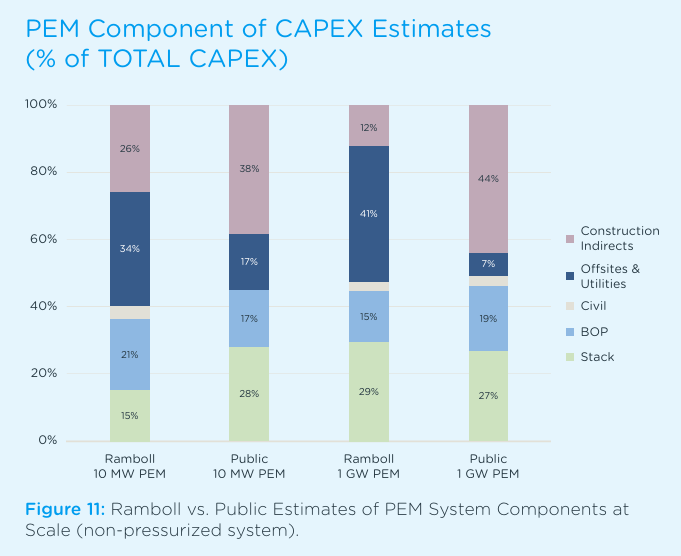 PEM Component of CAPEX Estimates
(% of TOTAL CAPEX)
100%
80%
60%
40%
20%
0%
26%
34%
21%
15%
38%
17%
17%
28%
12%
41%
15%
29%
44%
7%
19%
27%
Ramboll
10 MW PEM
Public
10 MW PEM
Ramboll
1 GW PEM
Public
1 GW PEM
Construction
Indirects
Offsites &
Utilities
Civil
BOP
Stack
Figure 11: Ramboll vs. Public Estimates of PEM System Components at
Scale (non-pressurized system).